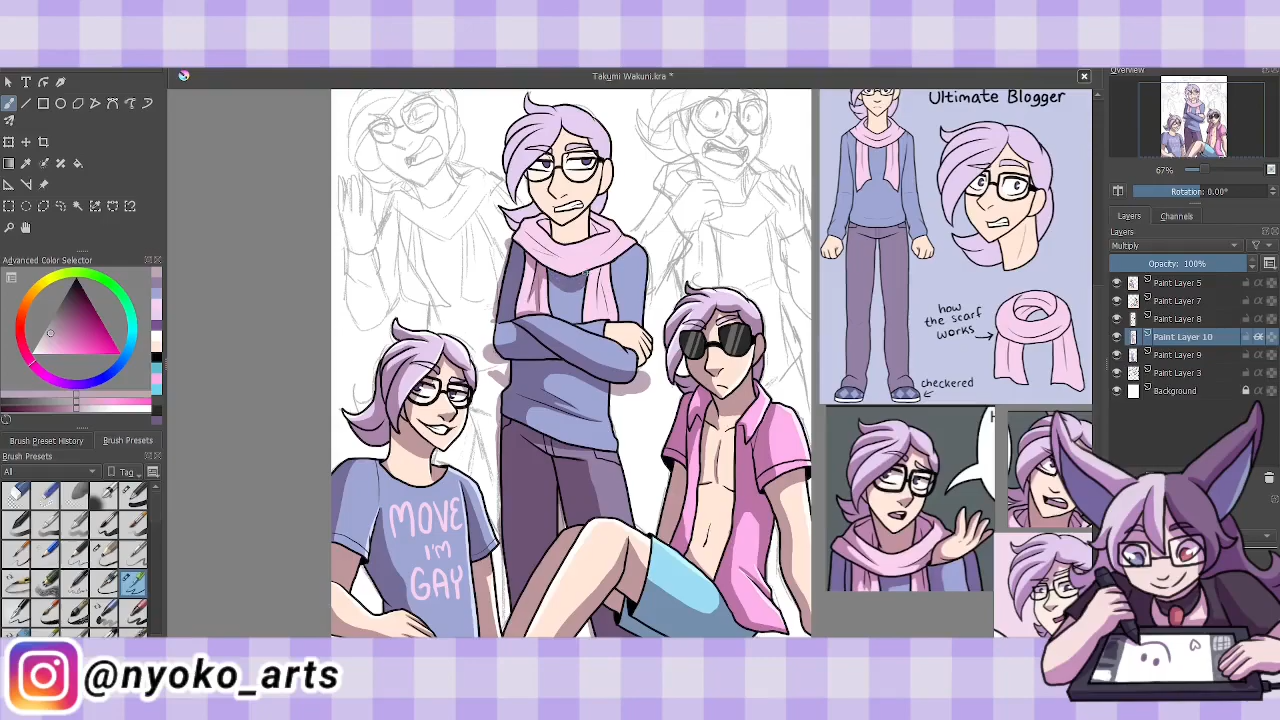 Takumi Wakuni.kra *
Overview
67%
Rotation: 0.00°
Layers
Channels
Layers
Multiply
Opacity: 100%
Paint Layer 5
Paint Layer 7
Paint Layer 8
Paint Layer 10
Paint Layer 9
Paint Layer 3
Background
Advanced Color Selector
Brush Preset History
Brush Presets
Brush Presets
All
Tag
Ultimate Blogger
how
the scarf
works
checkered
MOVE
I'M
GAY
@nyoko_arts